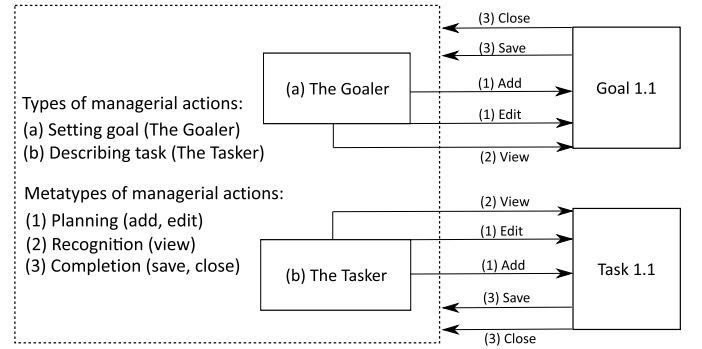 Types of managerial actions:
(a) Setting goal (The Goaler)
(b) Describing task (The Tasker)
Metatypes of managerial actions:
(1) Planning (add, edit)
(2) Recognition (view)
(3) Completion (save, close)
(a) The Goaler
(3) Close
(3) Save
(1) Add
(1) Edit
(2) View
Goal 1.1
(b) The Tasker
(2) View
(1) Edit
(1) Add
(3) Save
(3) Close
Task 1.1